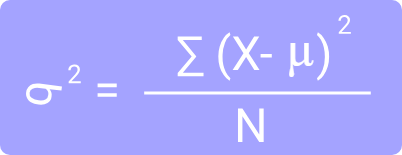 σ² = ∑ (X- μ)² / N